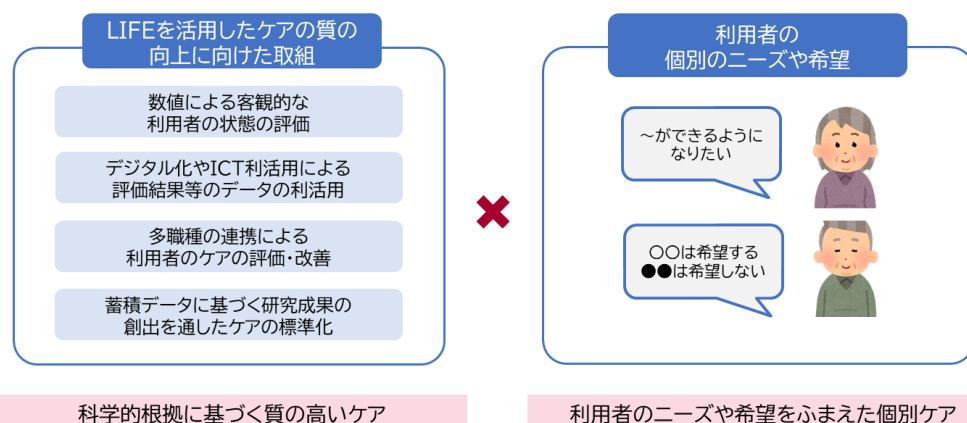 LIFEを活用したケアの質の
向上に向けた取組
数値による客観的な
利用者の状態の評価
デジタル化やICT利活用による
評価結果等のデータの利活用
多職種の連携による
利用者のケアの評価・改善
蓄積データに基づく研究成果の
創出を通したケアの標準化
科学的根拠に基づく質の高いケア
利用者の
個別のニーズや希望
～ができるように
なりたい
〇〇は希望する
●●は希望しない
利用者のニーズや希望をふまえた個別ケア